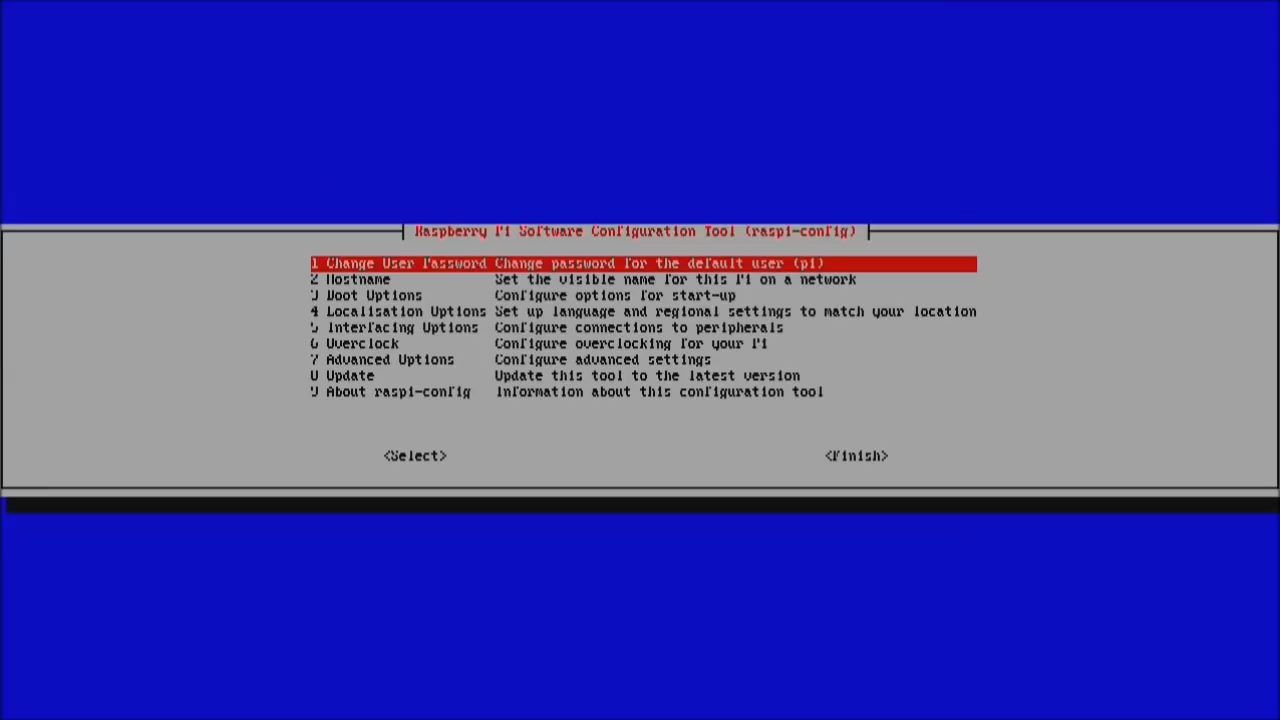 Raspberry Pi Software Configuration Tool (raspi-config)
1 Change User Password Change password for the default user (pi)
2 Hostname Set the visible name for this Pi on a network
3 Boot Options Configure options for start-up
4 Localisation Options Set up language and regional settings to match your location
5 Interfacing Options Configure connections to peripherals
6 Overclock Configure overclocking for your Pi
7 Advanced Options Configure advanced settings
8 Update Update this tool to the latest version
9 About raspi-config Information about this configuration tool
<Select> <Finish>